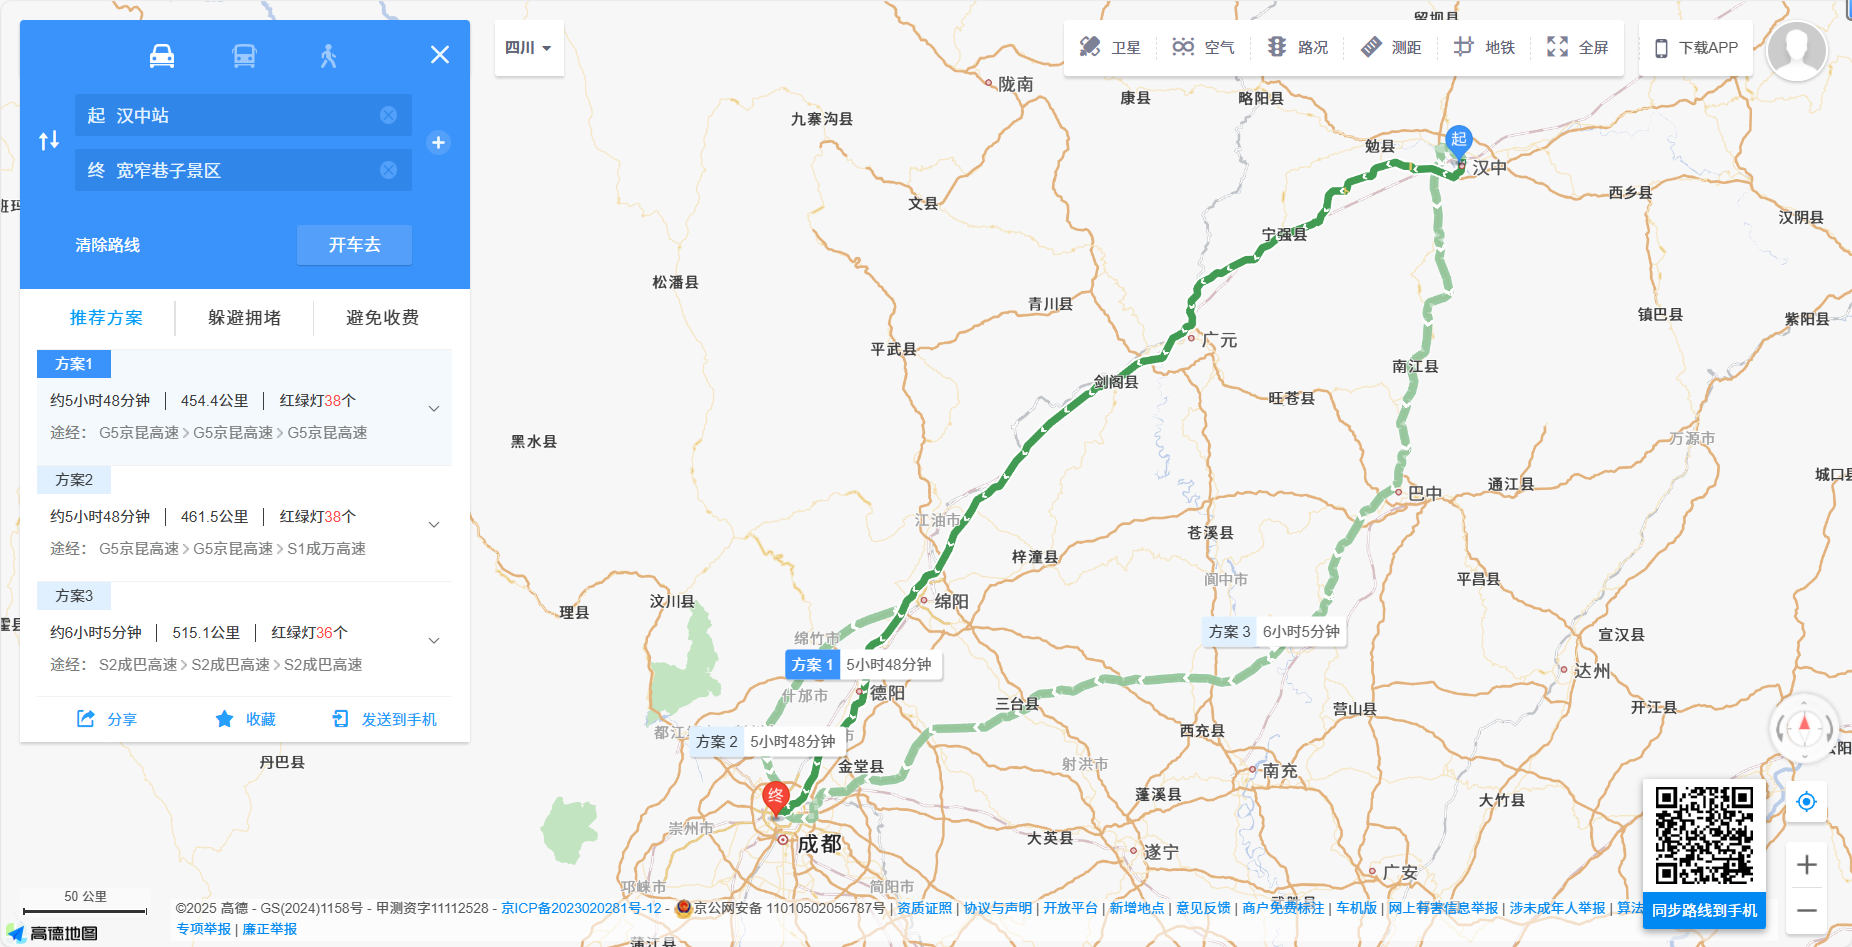 起 汉中站
终 宽窄巷子景区
清除路线
开车去
推荐方案
躲避拥堵
避免收费
方案1
约5小时48分钟 | 454.4公里 | 红绿灯38个
途经： G5京昆高速 > G5京昆高速 > G5京昆高速
方案2
约5小时48分钟 | 461.5公里 | 红绿灯38个
途经： G5京昆高速 > G5京昆高速 > S1成万高速
方案3
约6小时5分钟 | 515.1公里 | 红绿灯36个
途经： S2成巴高速 > S2成巴高速 > S2成巴高速
分享
收藏
发送到手机
四川
卫星
空气
路况
测距
地铁
全屏
下载APP
留坝县
陇南
康县
略阳县
九寨沟县
勉县
起
汉中
西乡县
汉阴县
文县
宁强县
松潘县
青川县
镇巴县
紫阳县
广元
平武县
南江县
剑阁县
旺苍县
黑水县
万源市
城口县
巴中
通江县
江油市
苍溪县
梓潼县
阆中市
平昌县
汶川县
理县
绵阳
绵竹市
方案 3 6小时5分钟
宣汉县
方案 1 5小时48分钟
达州
什邡市
德阳
三台县
营山县
开江县
西充县
方案 2 5小时48分钟
丹巴县
金堂县
射洪市
南充
终
蓬溪县
大竹县
崇州市
成都
大英县
遂宁
广安
邛崃市
简阳市
蒲江县
50 公里
高德地图
©2025 高德 - GS(2024)1158号 - 甲测资字11112528 - 京ICP备2023020281号-12 - 京公网安备 11010502056787号 | 资质证照 | 协议与声明 | 开放平台 | 新增地点 | 意见反馈 | 商户免费标注 | 车机版 | 网上有害信息举报 | 涉未成年人举报 | 算法
专项举报 | 廉正举报
同步路线到手机